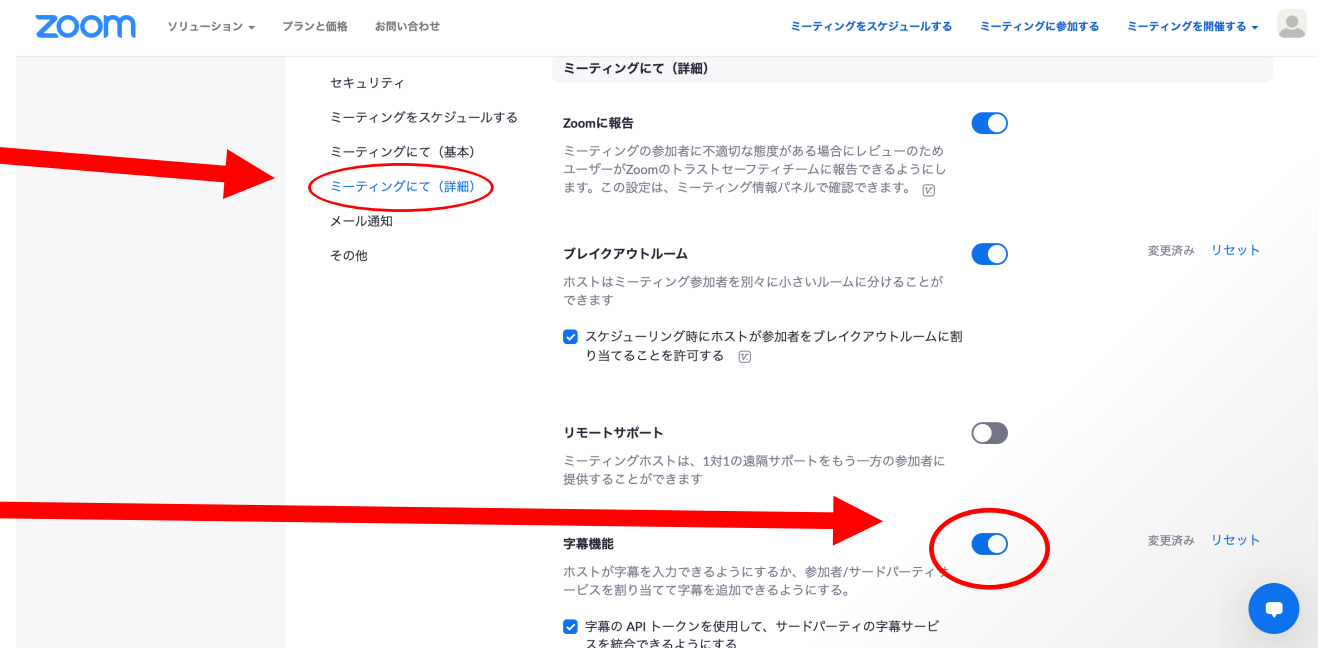 zoom ソリューション プランと価格 お問い合わせ ミーティングをスケジュールする ミーティングに参加する ミーティングを開催する
セキュリティ
ミーティングをスケジュールする
ミーティングにて（基本）
ミーティングにて（詳細）
メール通知
その他
ミーティングにて（詳細）
Zoomに報告
ミーティングの参加者に不適切な態度がある場合にレビューのため
ユーザーがZoomのトラストセーフティチームに報告できるようにし
ます。この設定は、ミーティング情報パネルで確認できます。
ブレイクアウトルーム
変更済み リセット
ホストはミーティング参加者を別々に小さいルームに分けることが
できます
スケジューリング時にホストが参加者をブレイクアウトルームに割
り当てることを許可する
リモートサポート
ミーティングホストは、1対1の遠隔サポートをもう一方の参加者に
提供することができます
字幕機能
変更済み リセット
ホストが字幕を入力できるようにするか、参加者/サードパーティサ
ービスを割り当てて字幕を追加できるようにする。
字幕の API トークンを使用して、サードパーティの字幕サービ
スを統合できるようにする